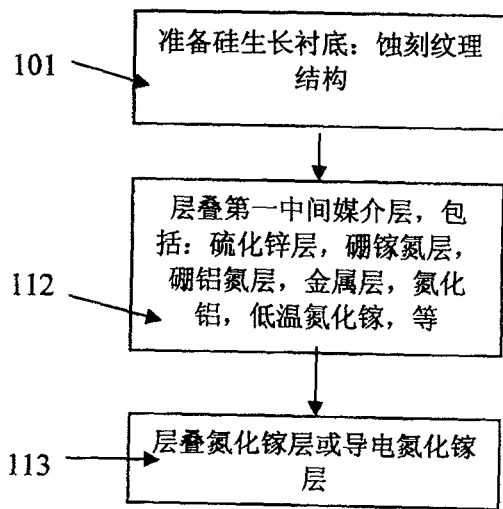 准备硅生长衬底：蚀刻纹理
结构
101
层叠第一中间媒介层，包
括：硫化锌层，硼镓氮层，
硼铝氮层，金属层，氮化
铝，低温氮化镓，等
112
层叠氮化镓层或导电氮化镓
层
113